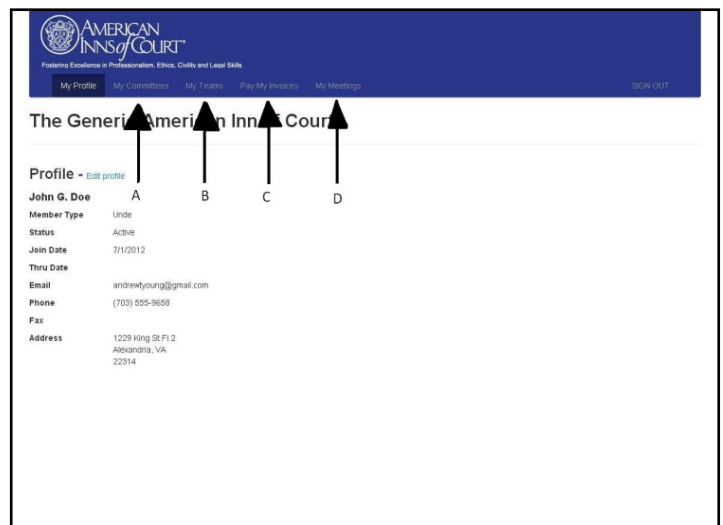 AMERICAN
INNS of COURT
Fostering Excellence in Professionalism, Ethics, Civility and Legal Skills
My Profile My Committees My Teams Pay My Invoices My Meetings SIGN OUT
The Generic American Inn of Court
Profile - Edit profile
John G. Doe
A B C D
Member Type Unde
Status Active
Join Date 7/1/2012
Thru Date
Email andrewtyoung@gmail.com
Phone (703) 555-9658
Fax
Address 1229 King St Fl 2
Alexandria, VA
22314